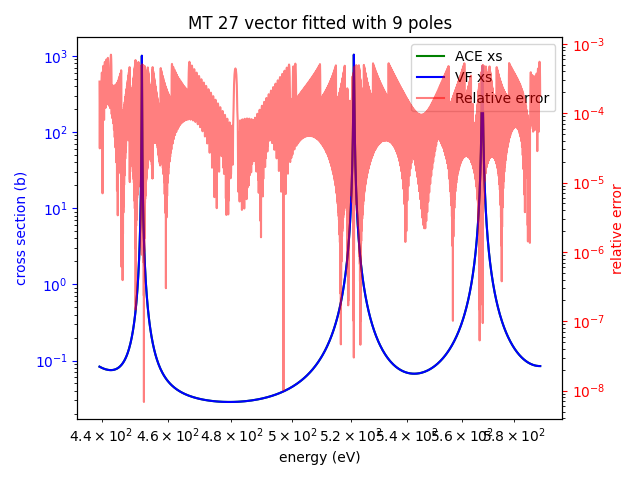 MT 27 vector fitted with 9 poles
ACE xs
VF xs
Relative error
cross section (b)
10³
10²
10¹
10⁰
10⁻¹
10⁻³
10⁻⁴
10⁻⁵
10⁻⁶
10⁻⁷
10⁻⁸
relative error
4.4 × 10² 4.6 × 10² 4.8 × 10² 5 × 10² 5.2 × 10² 5.4 × 10² 5.6 × 10² 5.8 × 10²
energy (eV)